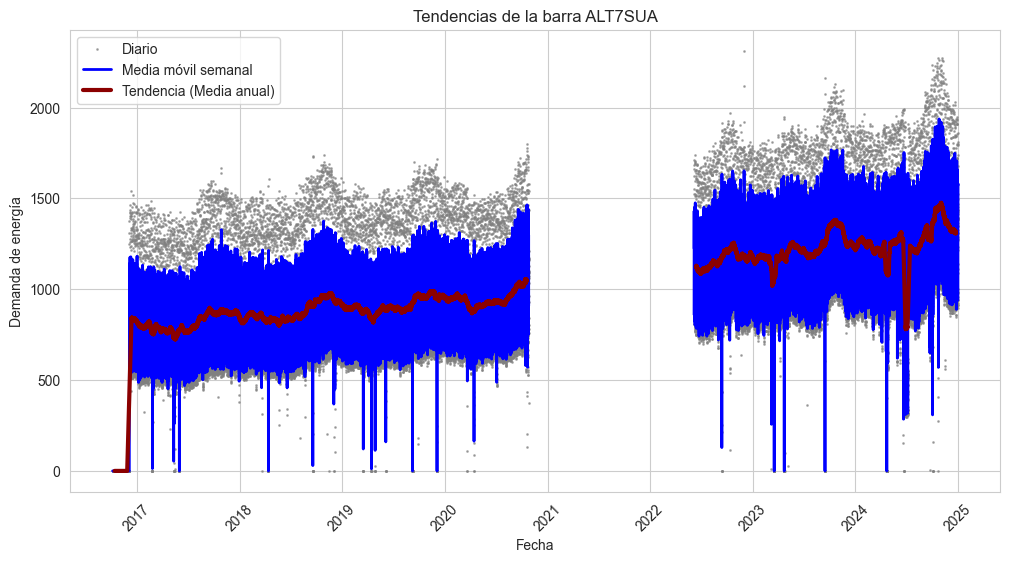 Tendencias de la barra ALT7SUA
Diario
Media móvil semanal
Tendencia (Media anual)
Demanda de energía
2000
1500
1000
500
0
2017
2018
2019
2020
2021
2022
2023
2024
2025
Fecha